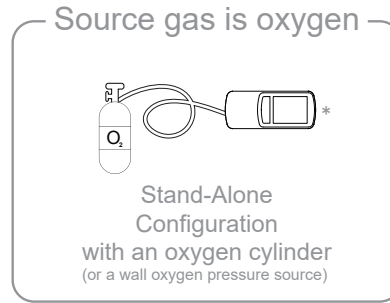 Source gas is oxygen
O₂
*
Stand-Alone
Configuration
with an oxygen cylinder
(or a wall oxygen pressure source)